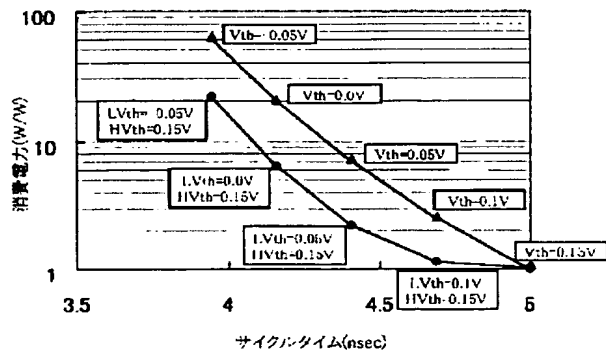 100
10
1
消費電力(W/W)
Vth=-0.05V
Vth=0.0V
Vth=0.05V
Vth=0.1V
Vth=0.15V
LVth=-0.05V
HVth=0.15V
LVth=0.0V
HVth=0.15V
LVth=0.05V
HVth=0.15V
LVth=0.1V
HVth=0.15V
3.5
4
4.5
5
サイクルタイム(nsec)